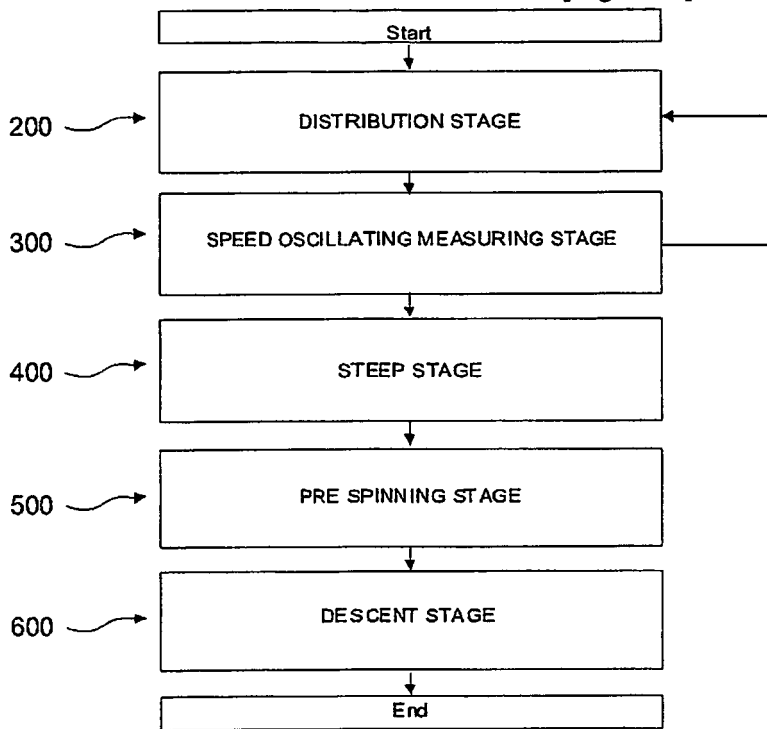 Start
200
DISTRIBUTION STAGE
300
SPEED OSCILLATING MEASURING STAGE
400
STEEP STAGE
500
PRE SPINNING STAGE
600
DESCENT STAGE
End